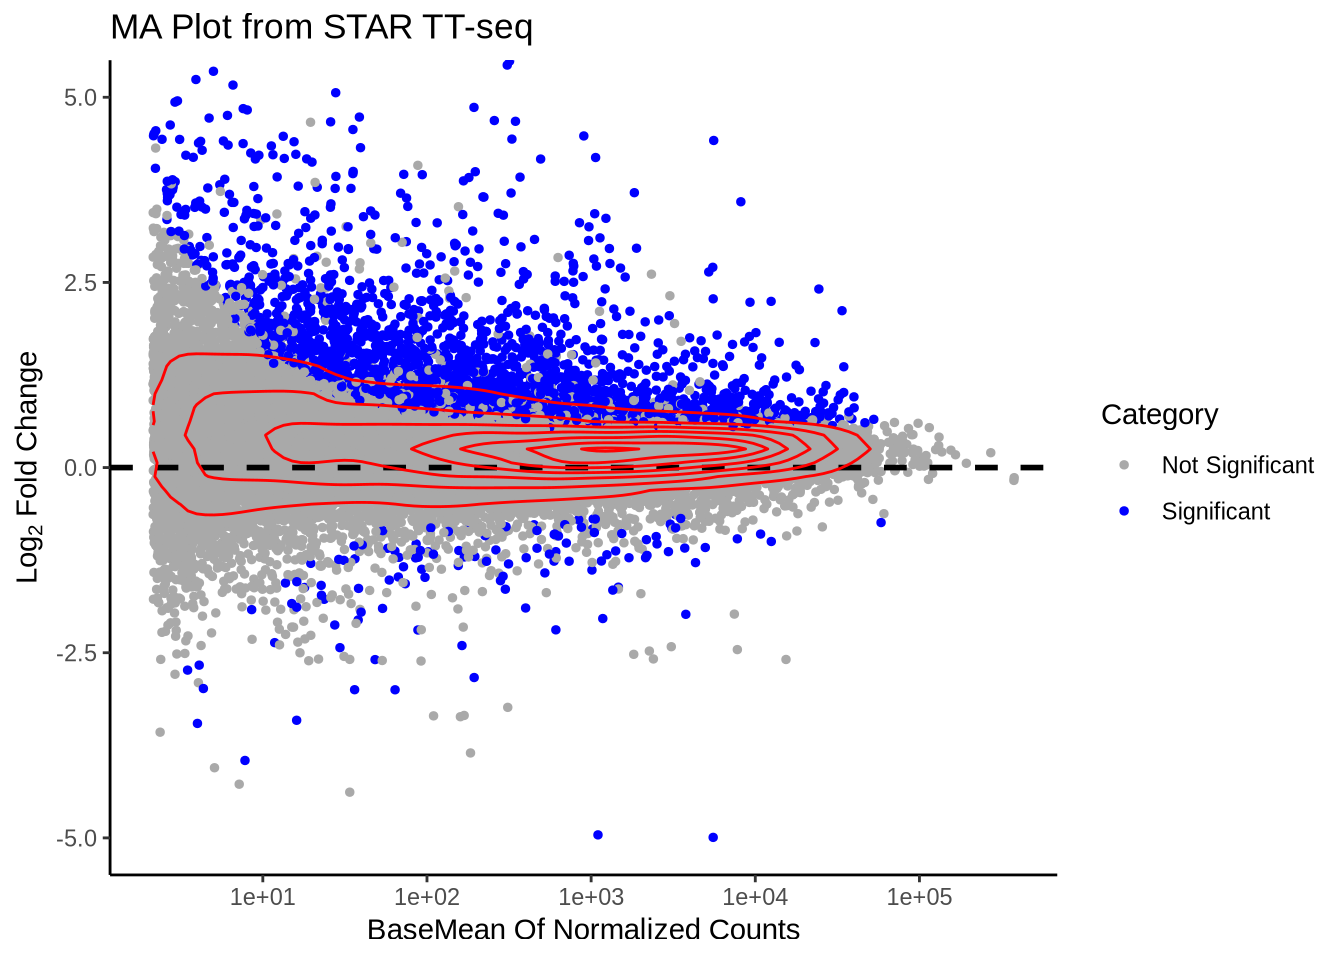 MA Plot from STAR TT-seq
5.0
2.5
0.0
-2.5
-5.0
Log₂ Fold Change
1e+01 1e+02 1e+03 1e+04 1e+05
BaseMean Of Normalized Counts
Category
Not Significant
Significant